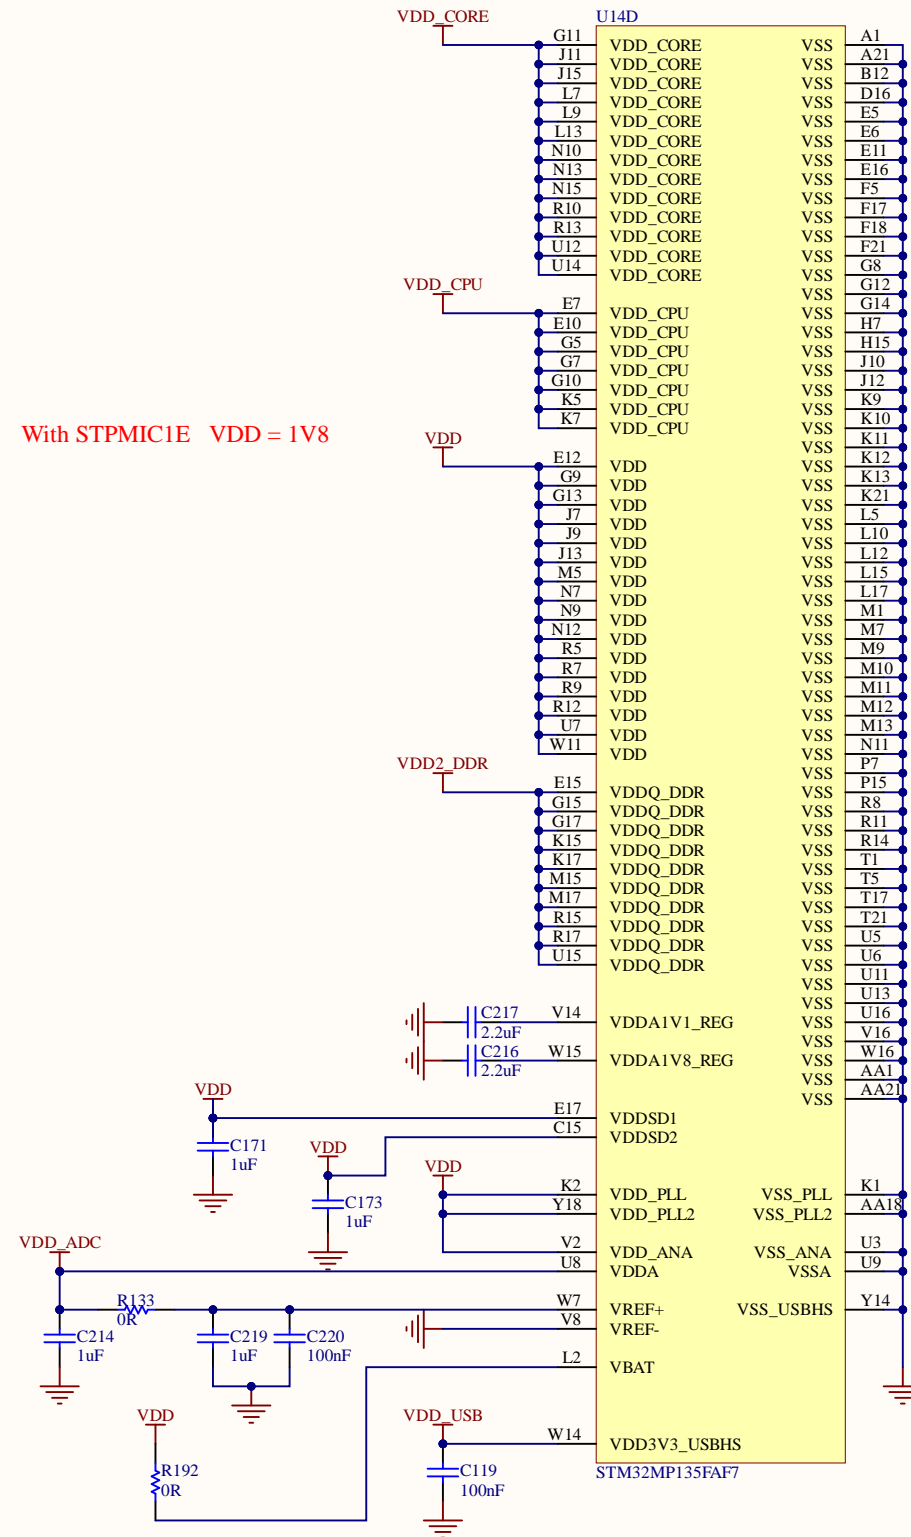 VDD_CORE U14D
G11 VDD_CORE VSS A1
J11 VDD_CORE VSS A21
J15 VDD_CORE VSS B12
L7 VDD_CORE VSS D16
L9 VDD_CORE VSS E5
L13 VDD_CORE VSS E6
N10 VDD_CORE VSS E11
N13 VDD_CORE VSS E16
N15 VDD_CORE VSS F5
R10 VDD_CORE VSS F17
R13 VDD_CORE VSS F18
U12 VDD_CORE VSS F21
U14 VDD_CORE VSS G8
VDD_CPU VSS G12
E7 VDD_CPU VSS G14
E10 VDD_CPU VSS H7
G5 VDD_CPU VSS H15
G7 VDD_CPU VSS J10
G10 VDD_CPU VSS J12
K5 VDD_CPU VSS K9
K7 VDD_CPU VSS K10
With STPMIC1E VDD = 1V8
VDD VSS K11
E12 VDD VSS K12
G9 VDD VSS K13
G13 VDD VSS K21
J7 VDD VSS L5
J9 VDD VSS L10
J13 VDD VSS L12
M5 VDD VSS L15
N7 VDD VSS L17
N9 VDD VSS M1
N12 VDD VSS M7
R5 VDD VSS M9
R7 VDD VSS M10
R9 VDD VSS M11
R12 VDD VSS M12
U7 VDD VSS M13
W11 VDD VSS N11
VDD2_DDR VSS P7
E15 VDDQ_DDR VSS P15
G15 VDDQ_DDR VSS R8
G17 VDDQ_DDR VSS R11
K15 VDDQ_DDR VSS R14
K17 VDDQ_DDR VSS T1
M15 VDDQ_DDR VSS T5
M17 VDDQ_DDR VSS T17
R15 VDDQ_DDR VSS T21
R17 VDDQ_DDR VSS U5
U15 VDDQ_DDR VSS U6
VSS U11
VSS U13
C217 V14 VDDA1V1_REG VSS U16
2.2uF
VSS V16
C216 W15 VDDA1V8_REG VSS W16
2.2uF
VSS AA1
VDD VSS AA21
E17 VDDSD1
C15 VDDSD2
C171
1uF
VDD
VDD
K2 VDD_PLL VSS_PLL K1
C173 Y18 VDD_PLL2 VSS_PLL2 AA18
1uF
VDD_ADC
V2 VDD_ANA VSS_ANA U3
U8 VDDA VSSA U9
R133 W7 VREF+ VSS_USBHS Y14
0R
V8 VREF-
C214 C219 C220
1uF 1uF 100nF
L2 VBAT
VDD VDD_USB
W14 VDD3V3_USBHS
R192 C119 STM32MP135FAF7
0R 100nF